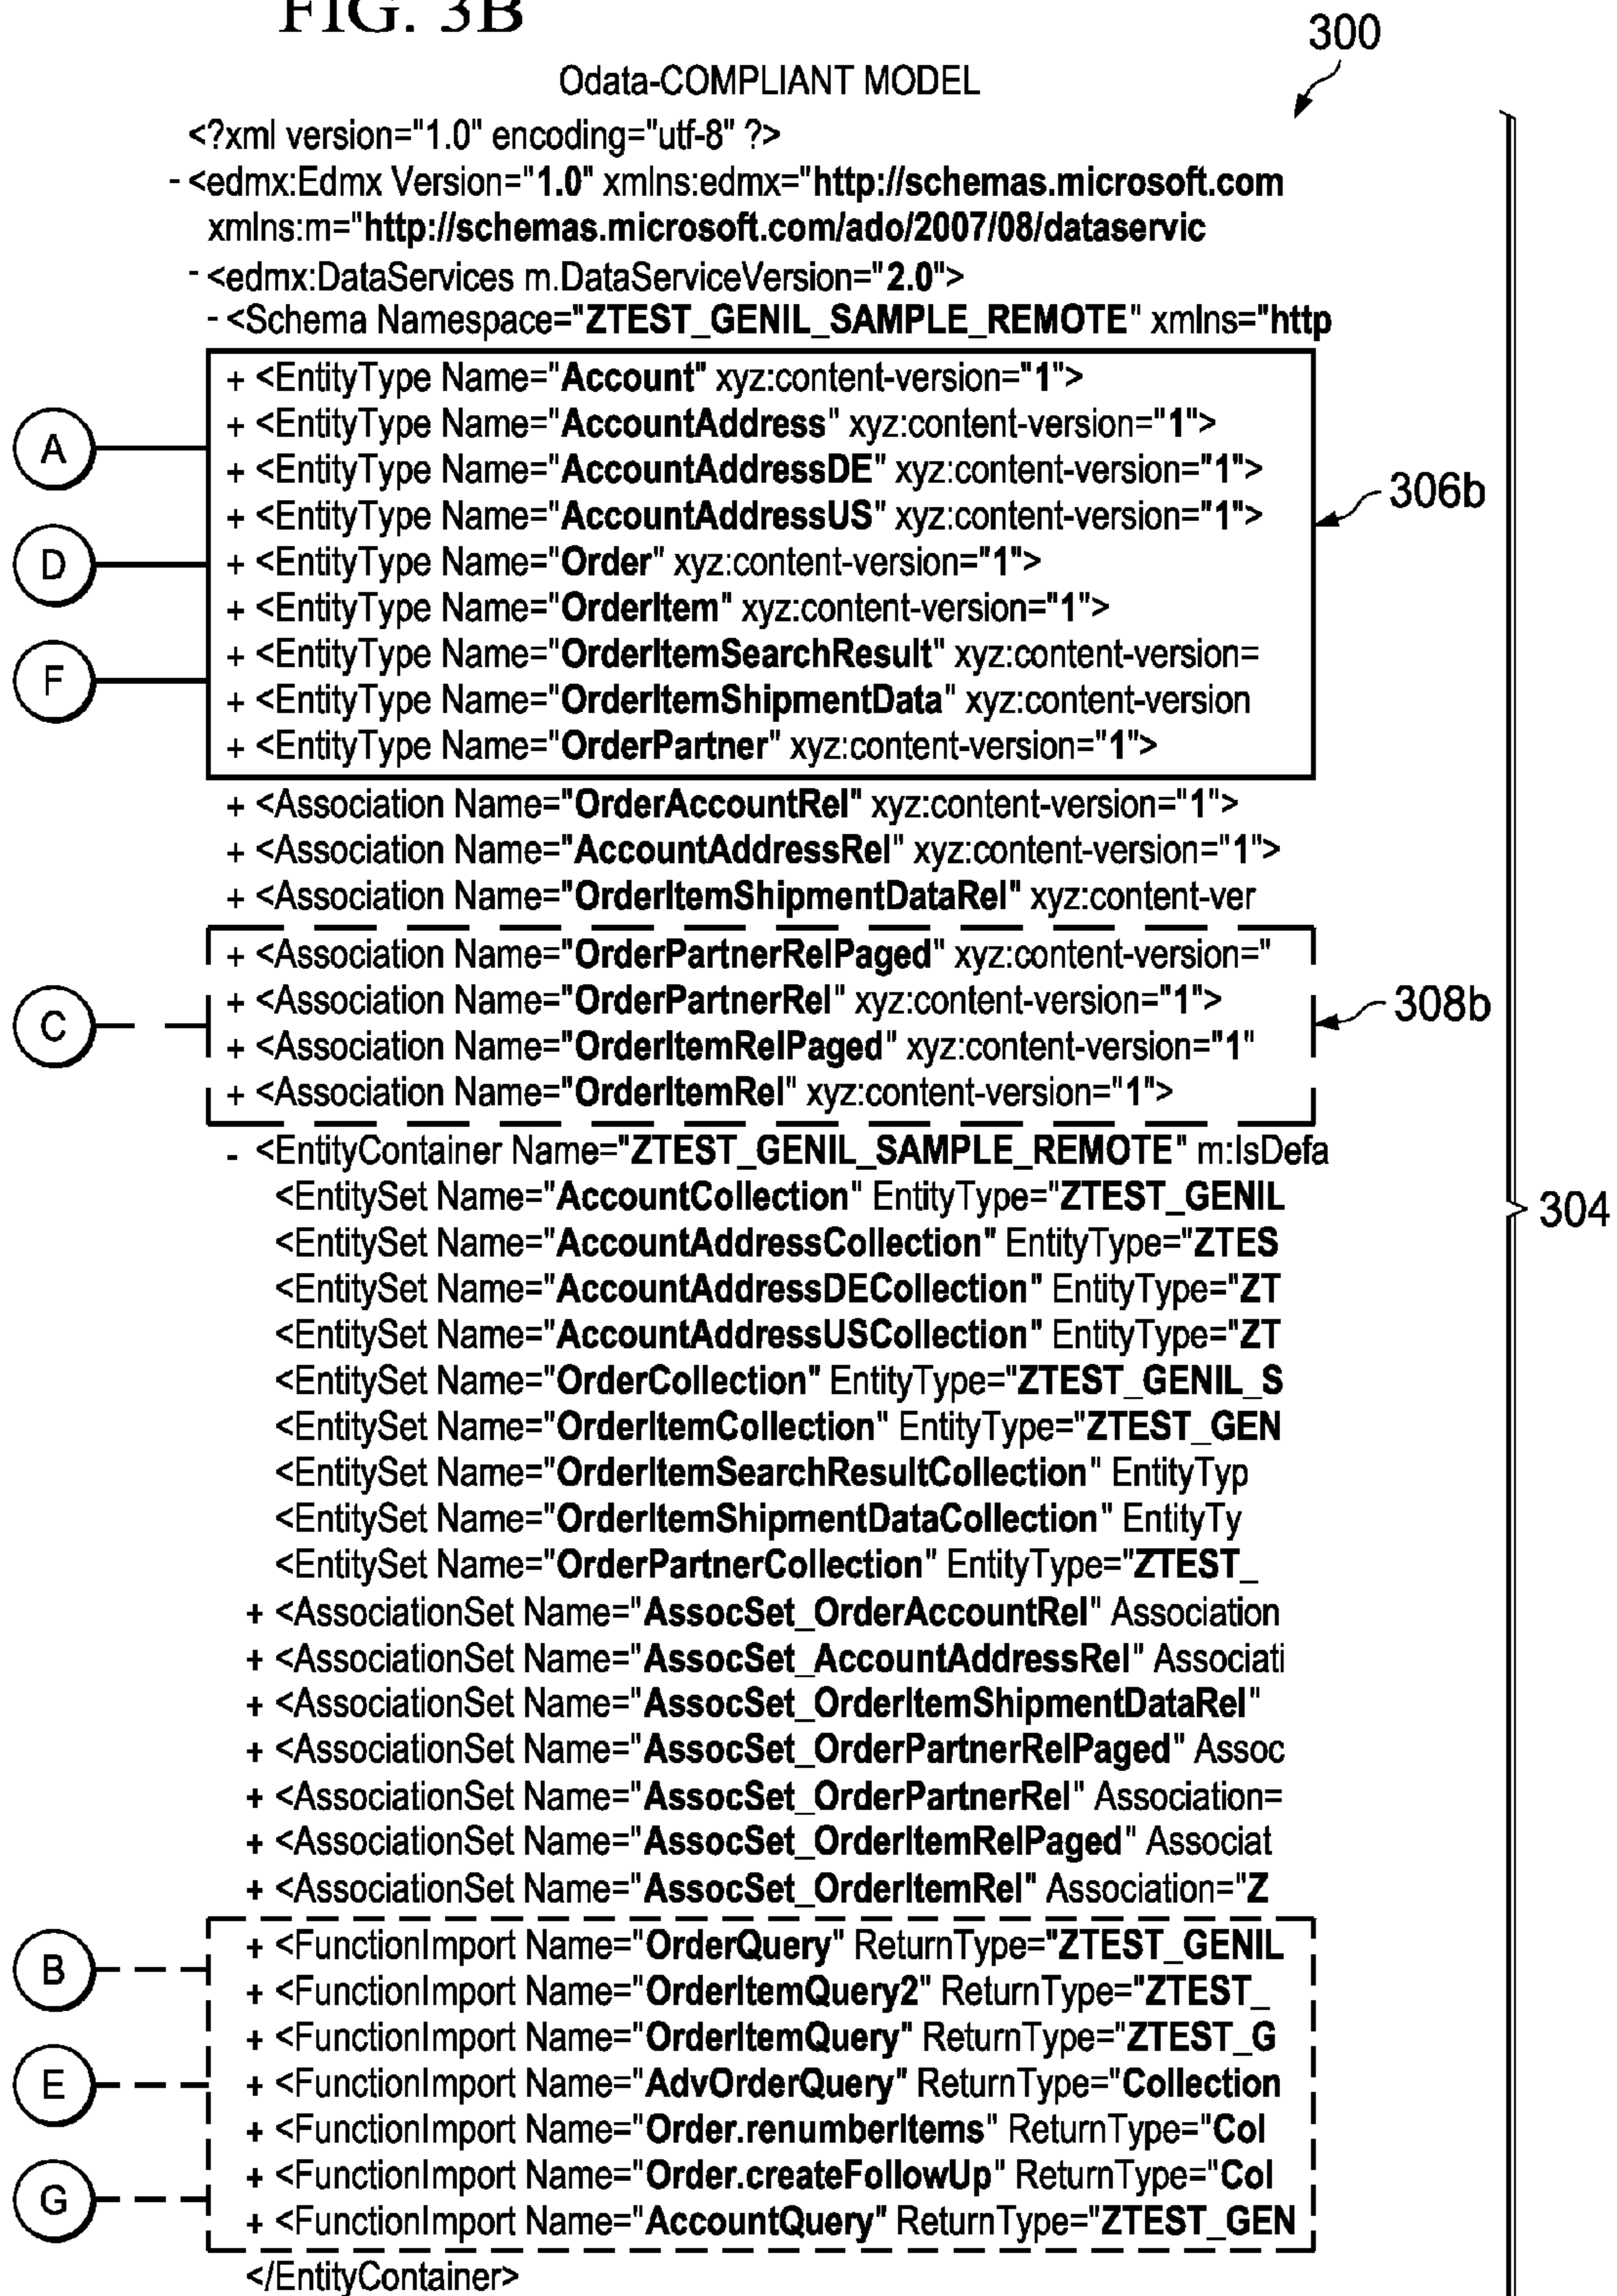 FIG. 3B
300
Odata-COMPLIANT MODEL
<?xml version="1.0" encoding="utf-8" ?>
- <edmx:Edmx Version="1.0" xmlns:edmx="http://schemas.microsoft.com
xmlns:m="http://schemas.microsoft.com/ado/2007/08/dataservic
- <edmx:DataServices m.DataServiceVersion="2.0">
- <Schema Namespace="ZTEST_GENIL_SAMPLE_REMOTE" xmlns="http
+ <EntityType Name="Account" xyz:content-version="1">
+ <EntityType Name="AccountAddress" xyz:content-version="1">
A
+ <EntityType Name="AccountAddressDE" xyz:content-version="1">
306b
+ <EntityType Name="AccountAddressUS" xyz:content-version="1">
D
+ <EntityType Name="Order" xyz:content-version="1">
+ <EntityType Name="OrderItem" xyz:content-version="1">
+ <EntityType Name="OrderItemSearchResult" xyz:content-version=
F
+ <EntityType Name="OrderItemShipmentData" xyz:content-version
+ <EntityType Name="OrderPartner" xyz:content-version="1">
+ <Association Name="OrderAccountRel" xyz:content-version="1">
+ <Association Name="AccountAddressRel" xyz:content-version="1">
+ <Association Name="OrderItemShipmentDataRel" xyz:content-ver
+ <Association Name="OrderPartnerRelPaged" xyz:content-version="
+ <Association Name="OrderPartnerRel" xyz:content-version="1">
308b
C
+ <Association Name="OrderItemRelPaged" xyz:content-version="1"
+ <Association Name="OrderItemRel" xyz:content-version="1">
- <EntityContainer Name="ZTEST_GENIL_SAMPLE_REMOTE" m:IsDefa
<EntitySet Name="AccountCollection" EntityType="ZTEST_GENIL
304
<EntitySet Name="AccountAddressCollection" EntityType="ZTES
<EntitySet Name="AccountAddressDECollection" EntityType="ZT
<EntitySet Name="AccountAddressUSCollection" EntityType="ZT
<EntitySet Name="OrderCollection" EntityType="ZTEST_GENIL_S
<EntitySet Name="OrderItemCollection" EntityType="ZTEST_GEN
<EntitySet Name="OrderItemSearchResultCollection" EntityTyp
<EntitySet Name="OrderItemShipmentDataCollection" EntityTy
<EntitySet Name="OrderPartnerCollection" EntityType="ZTEST_
+ <AssociationSet Name="AssocSet_OrderAccountRel" Association
+ <AssociationSet Name="AssocSet_AccountAddressRel" Associati
+ <AssociationSet Name="AssocSet_OrderItemShipmentDataRel"
+ <AssociationSet Name="AssocSet_OrderPartnerRelPaged" Assoc
+ <AssociationSet Name="AssocSet_OrderPartnerRel" Association=
+ <AssociationSet Name="AssocSet_OrderItemRelPaged" Associat
+ <AssociationSet Name="AssocSet_OrderItemRel" Association="Z
+ <FunctionImport Name="OrderQuery" ReturnType="ZTEST_GENIL
B
+ <FunctionImport Name="OrderItemQuery2" ReturnType="ZTEST_
+ <FunctionImport Name="OrderItemQuery" ReturnType="ZTEST_G
E
+ <FunctionImport Name="AdvOrderQuery" ReturnType="Collection
+ <FunctionImport Name="Order.renumberItems" ReturnType="Col
+ <FunctionImport Name="Order.createFollowUp" ReturnType="Col
G
+ <FunctionImport Name="AccountQuery" ReturnType="ZTEST_GEN
</EntityContainer>